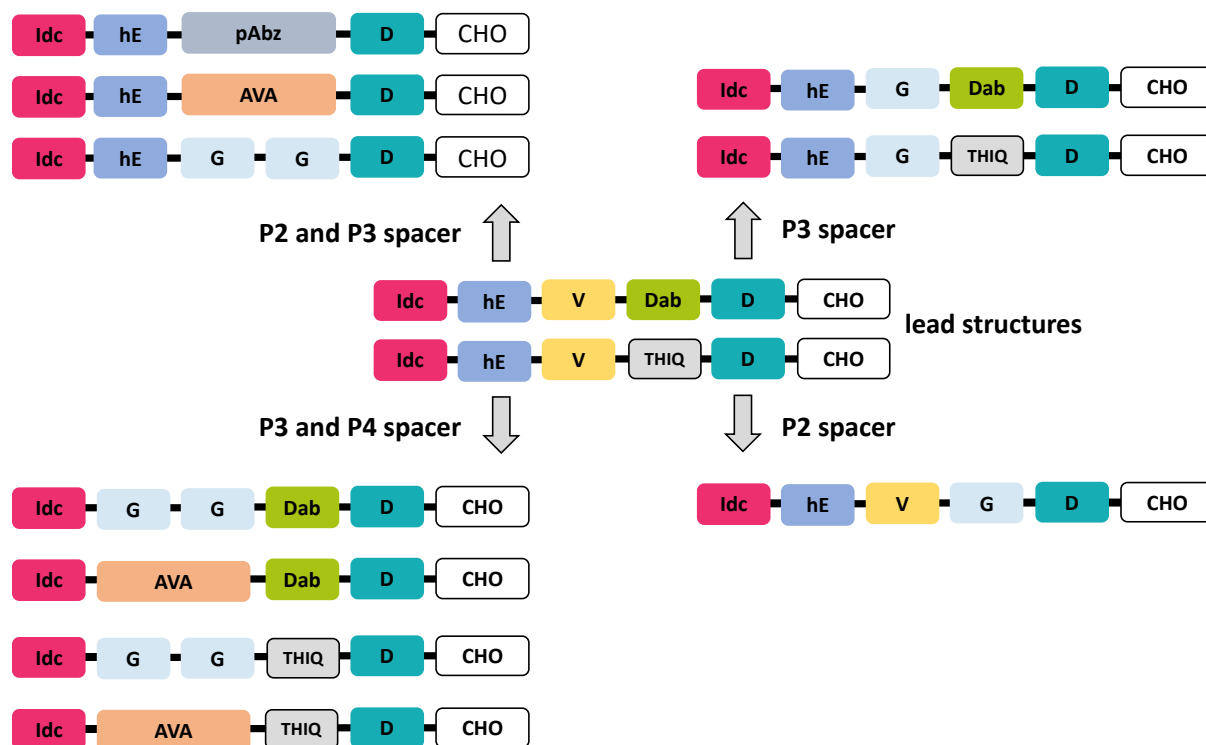 Idc hE pAbz D CHO
Idc hE AVA D CHO
Idc hE G G D CHO
P2 and P3 spacer
Idc hE G Dab D CHO
Idc hE G THIQ D CHO
P3 spacer
Idc hE V Dab D CHO
Idc hE V THIQ D CHO
lead structures
P3 and P4 spacer
Idc G G Dab D CHO
Idc AVA Dab D CHO
Idc G G THIQ D CHO
Idc AVA THIQ D CHO
P2 spacer
Idc hE V G D CHO